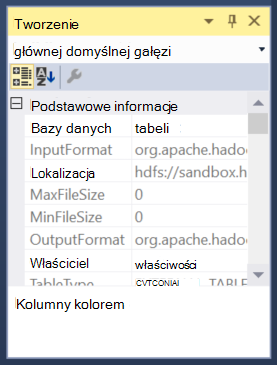 Tworzenie
głównej domyślnej gałęzi
Podstawowe informacje
Bazy danych tabeli
InputFormat org.apache.hado
Lokalizacja hdfs://sandbox.h
MaxFileSize 0
MinFileSize 0
OutputFormat org.apache.hado
Właściciel właściwości
TableType TABLE
Kolumny kolorem